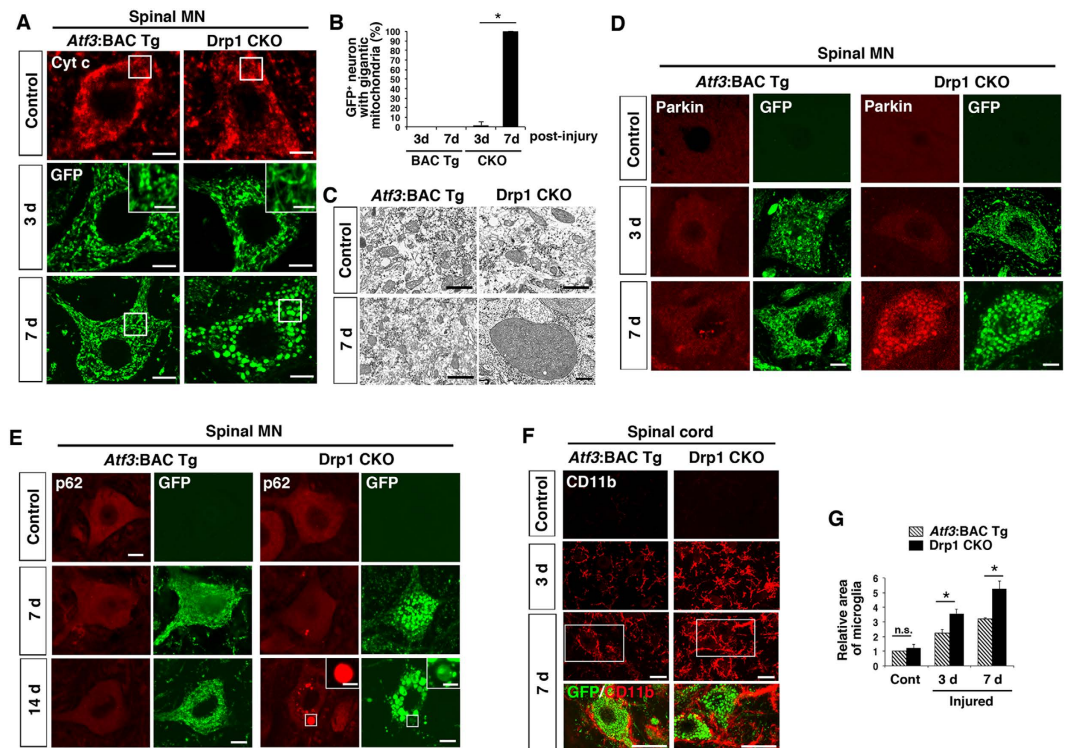 A
Spinal MN
Atf3:BAC Tg
Drp1 CKO
Control
Cyt c
3 d
GFP
7 d
B
GFP+ neuron
with gigantic
mitochondria (%)
100
90
80
70
60
50
40
30
20
10
0
*
3d 7d 3d 7d post-injury
BAC Tg CKO
C
Atf3:BAC Tg
Drp1 CKO
Control
7 d
D
Spinal MN
Atf3:BAC Tg
Drp1 CKO
Parkin GFP Parkin GFP
Control
3 d
7 d
E
Spinal MN
Atf3:BAC Tg
Drp1 CKO
p62 GFP p62 GFP
Control
7 d
14 d
F
Spinal cord
Atf3:BAC Tg Drp1 CKO
CD11b
Control
3 d
7 d
GFP/CD11b
G
Atf3:BAC Tg
Drp1 CKO
Relative area
of microglia
6
5
4
3
2
1
0
n.s.
*
*
Cont 3 d 7 d
Injured